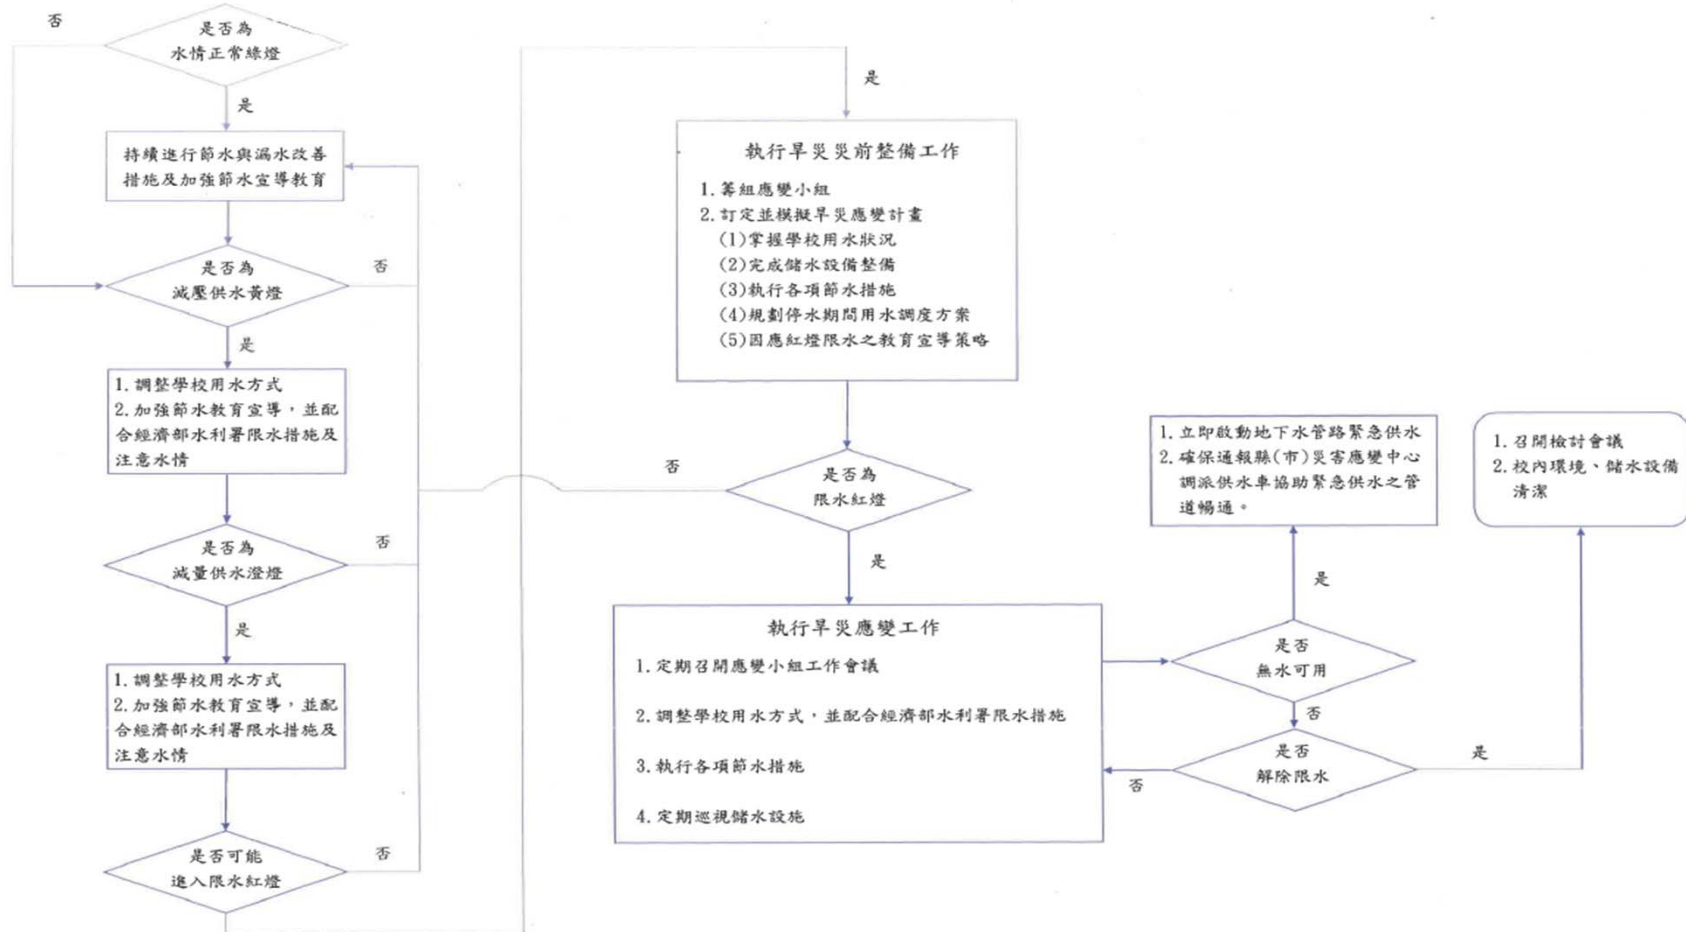 是否為
水情正常綠燈
否
是
持續進行節水與漏水改善
措施及加強節水宣導教育
是否為
減壓供水黃燈
否
是
1.調整學校用水方式
2.加強節水教育宣導，並配
合經濟部水利署限水措施及
注意水情
是否為
減量供水澄燈
否
是
1.調整學校用水方式
2.加強節水教育宣導，並配
合經濟部水利署限水措施及
注意水情
是否可能
進入限水紅燈
否
是
執行旱災災前整備工作
1.籌組應變小組
2.訂定並模擬旱災應變計畫
(1)掌握學校用水狀況
(2)完成儲水設備整備
(3)執行各項節水措施
(4)規劃停水期間用水調度方案
(5)因應紅燈限水之教育宣導策略
是否為
限水紅燈
否
是
執行旱災應變工作
1.定期召開應變小組工作會議
2.調整學校用水方式，並配合經濟部水利署限水措施
3.執行各項節水措施
4.定期巡視儲水設施
是否
無水可用
是
否
1.立即啟動地下水管路緊急供水
2.確保通報縣(市)災害應變中心
調派供水車協助緊急供水之管
道暢通。
是否
解除限水
否
是
1.召開檢討會議
2.校內環境、儲水設備
清潔